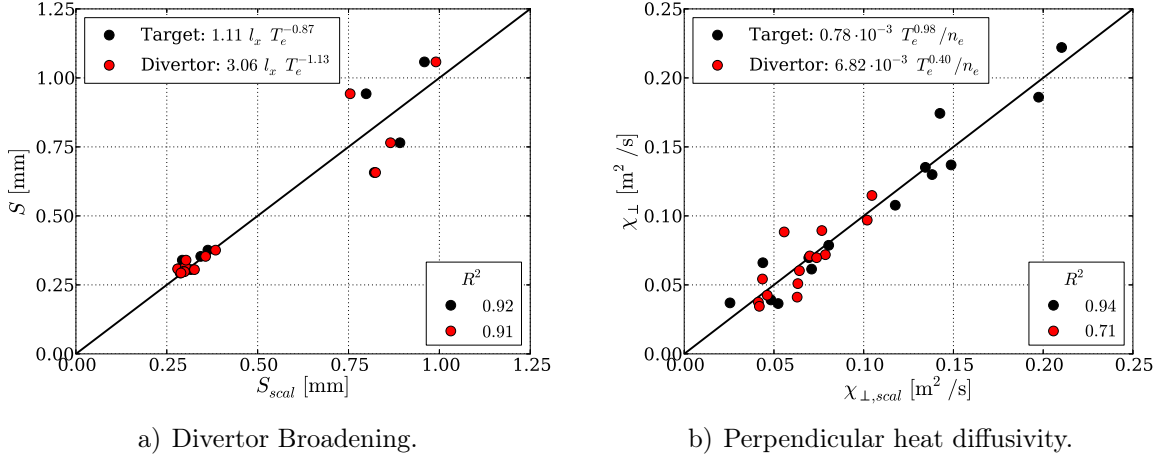 1.25
1.00
0.75
0.50
0.25
0.00
S [mm]
0.00 0.25 0.50 0.75 1.00 1.25
S_{scal} [mm]
Target: 1.11 l_x T_e^{-0.87}
Divertor: 3.06 l_x T_e^{-1.13}
R^2
0.92
0.91
a) Divertor Broadening.
0.25
0.20
0.15
0.10
0.05
0.00
χ_⊥ [m^2 /s]
0.00 0.05 0.10 0.15 0.20 0.25
χ_{⊥,scal} [m^2 /s]
Target: 0.78·10^{-3} T_e^{0.98}/n_e
Divertor: 6.82·10^{-3} T_e^{0.40}/n_e
R^2
0.94
0.71
b) Perpendicular heat diffusivity.